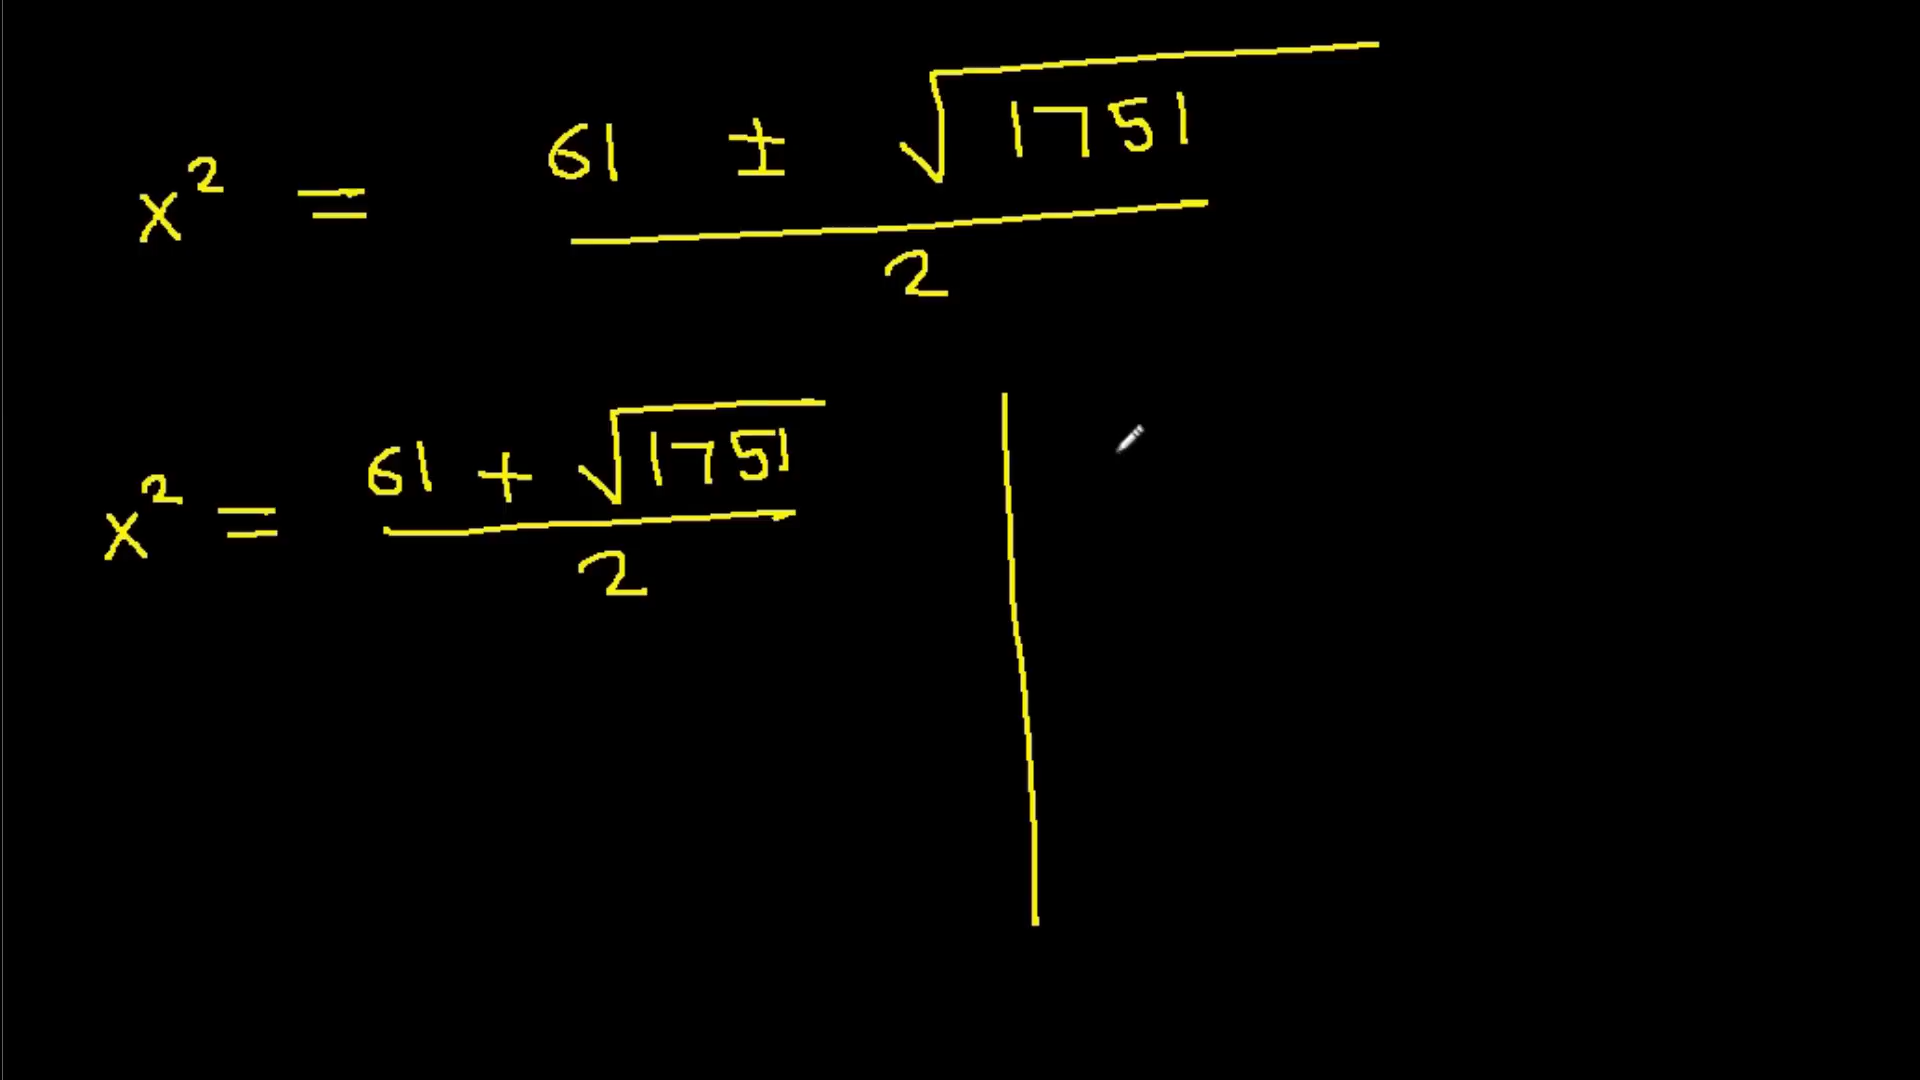 x² = (61 ± √1751) / 2
x² = (61 + √1751) / 2